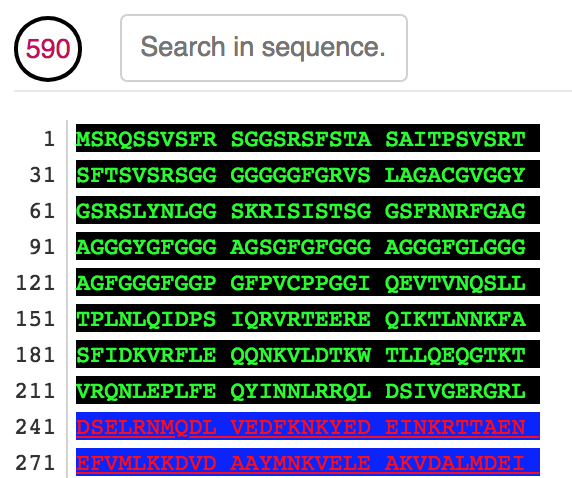 590 Search in sequence.
1 MSRQSSVSFR SGGSRSFSTA SAITPSVSRT
31 SFTSVSRSGG GGGGGFGRVS LAGACGVGGY
61 GSRSLYNLGG SKRISISTSG GSFRNRFGAG
91 AGGGYGFGGG AGSGFGFGGG AGGGFGLGGG
121 AGFGGGFGGP GFPVCPPGGI QEVTVNQSLL
151 TPLNLQIDPS IQRVRTEERE QIKTLNNKFA
181 SFIDKVRFLE QQNKVLDTKW TLLQEQGTKT
211 VRQNLEPLFE QYINNLRRQL DSIVGERGRL
241 DSELRNMQDL VEDFKNKYED EINKRTTAEN
271 EFVMLKKDVD AAYMNKVELE AKVDALMDEI